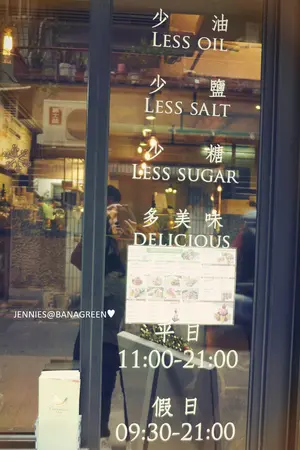 少油
LESS OIL
少鹽
LESS SALT
少糖
LESS SUGAR
多美味
DELICIOUS
JENNIES@BANAGREEN♥
平日
11:00-21:00
假日
09:30-21:00